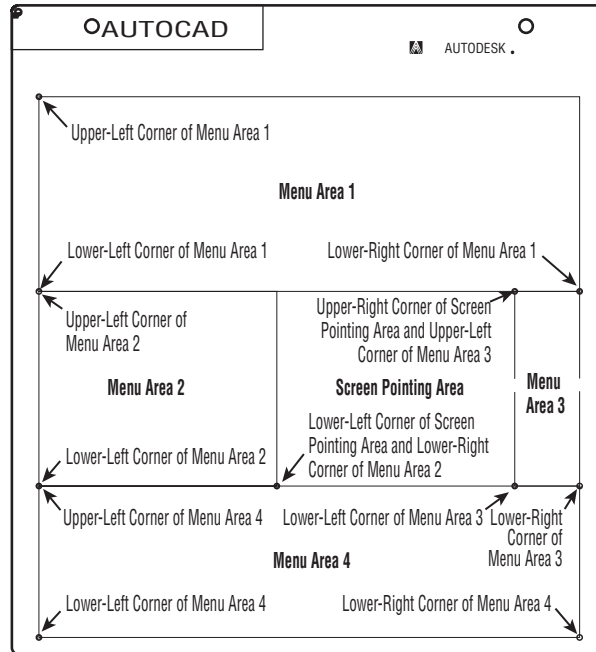 AUTOCAD
AUTODESK.
Upper-Left Corner of Menu Area 1
Menu Area 1
Lower-Left Corner of Menu Area 1
Lower-Right Corner of Menu Area 1
Upper-Left Corner of
Menu Area 2
Upper-Right Corner of Screen
Pointing Area and Upper-Left
Corner of Menu Area 3
Menu Area 2
Screen Pointing Area
Menu
Area 3
Lower-Left Corner of Screen
Pointing Area and Lower-Right
Corner of Menu Area 2
Lower-Left Corner of Menu Area 2
Upper-Left Corner of Menu Area 4
Lower-Left Corner of Menu Area 3
Lower-Right
Corner of
Menu Area 3
Menu Area 4
Lower-Left Corner of Menu Area 4
Lower-Right Corner of Menu Area 4